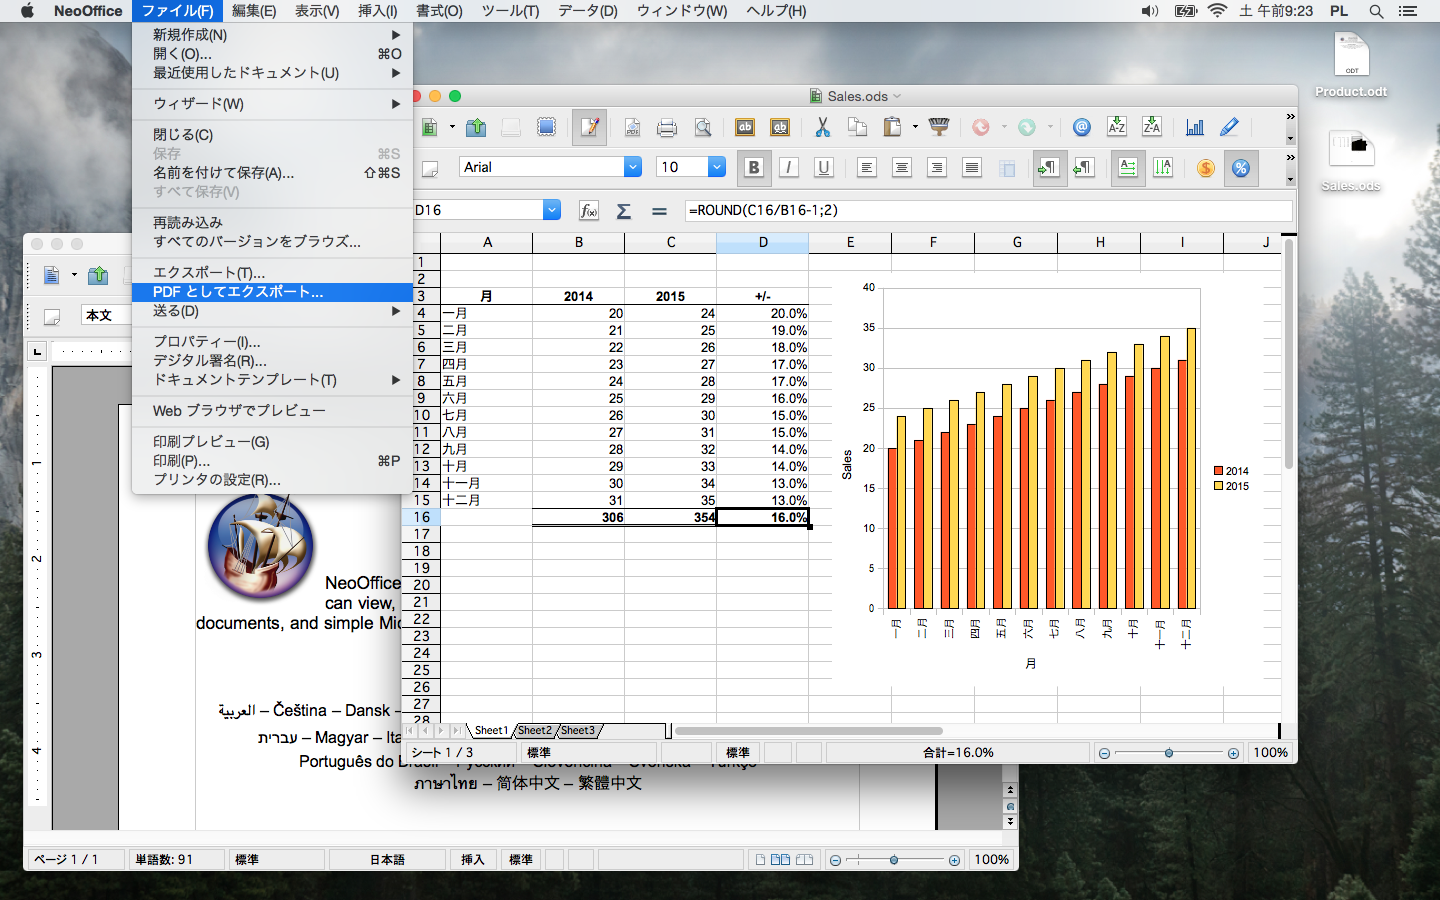 NeoOffice ファイル(F) 編集(E) 表示(V) 挿入(I) 書式(O) ツール(T) データ(D) ウィンドウ(W) ヘルプ(H) 土 午前9:23 PL
新規作成(N)
開く(O)... ⌘O
最近使用したドキュメント(U)
ウィザード(W)
閉じる(C)
保存 ⌘S
名前を付けて保存(A)... ⇧⌘S
すべて保存(V)
再読み込み
すべてのバージョンをブラウズ...
エクスポート(T)...
PDF としてエクスポート...
送る(D)
プロパティー(I)...
デジタル署名(R)...
ドキュメントテンプレート(T)
Web ブラウザでプレビュー
印刷プレビュー(G)
印刷(P)... ⌘P
プリンタの設定(R)...
ODT
Product.odt
Sales.ods
Sales.ods
Arial 10 B I U
D16 =ROUND(C16/B16-1;2)
A B C D E F G H I J
1
2
3 月 2014 2015 +/-
4 一月 20 24 20.0%
5 二月 21 25 19.0%
6 三月 22 26 18.0%
7 四月 23 27 17.0%
8 五月 24 28 17.0%
9 六月 25 29 16.0%
10 七月 26 30 15.0%
11 八月 27 31 15.0%
12 九月 28 32 14.0%
13 十月 29 33 14.0%
14 十一月 30 34 13.0%
15 十二月 31 35 13.0%
16 306 354 16.0%
17
18
19
20
21
22
23
24
25
26
27
28
40
35
30
25
20
15
10
5
0
Sales
一月 二月 三月 四月 五月 六月 七月 八月 九月 十月 十一月 十二月
月
2014
2015
Sheet1 Sheet2 Sheet3
シート 1 / 3 標準 標準 合計=16.0% 100%
本文
1
2
3
4
NeoOffice
can view,
documents, and simple Mic
العربية – Čeština – Dansk –
עברית – Magyar – Ita
Português do Brasil
ภาษาไทย – 简体中文 – 繁體中文
ページ 1 / 1 単語数: 91 標準 日本語 挿入 標準 100%